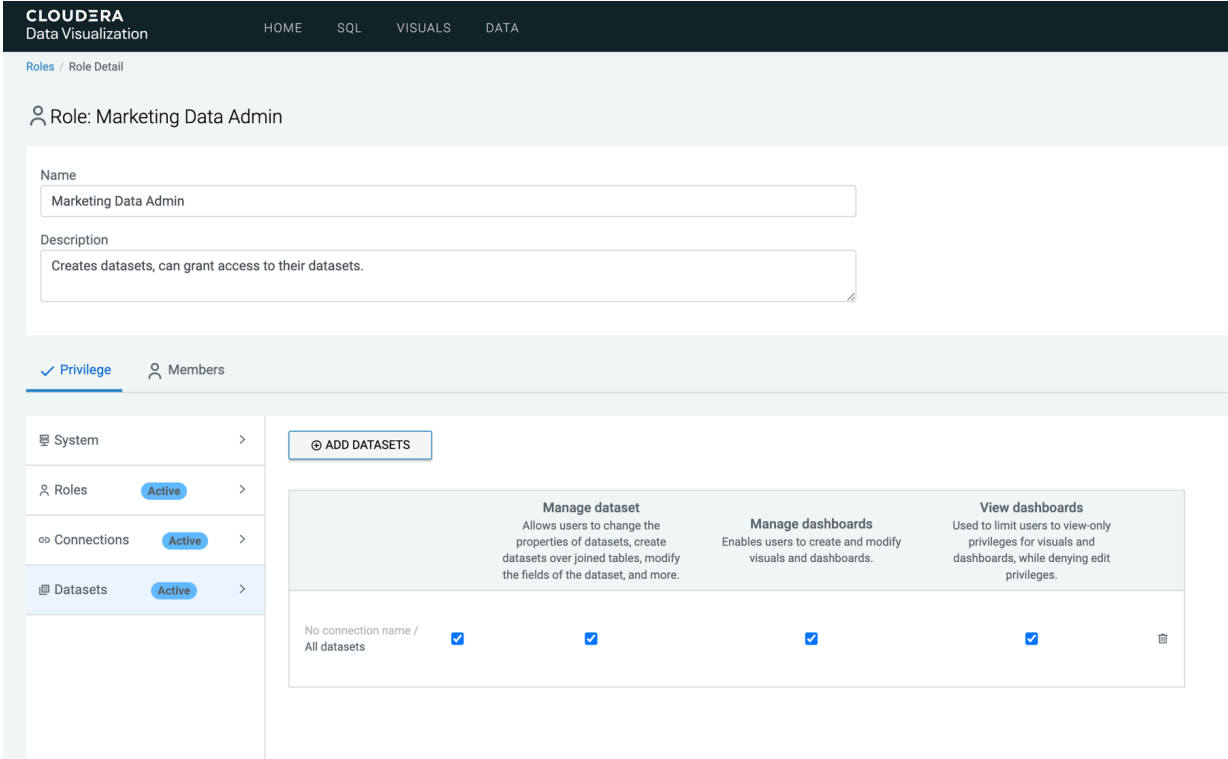 CLOUDERA
Data Visualization
HOME SQL VISUALS DATA
Roles / Role Detail
Role: Marketing Data Admin
Name
Marketing Data Admin
Description
Creates datasets, can grant access to their datasets.
Privilege Members
System
Roles Active
Connections Active
Datasets Active
ADD DATASETS
Manage dataset
Allows users to change the
properties of datasets, create
datasets over joined tables, modify
the fields of the dataset, and more.
Manage dashboards
Enables users to create and modify
visuals and dashboards.
View dashboards
Used to limit users to view-only
privileges for visuals and
dashboards, while denying edit
privileges.
No connection name /
All datasets